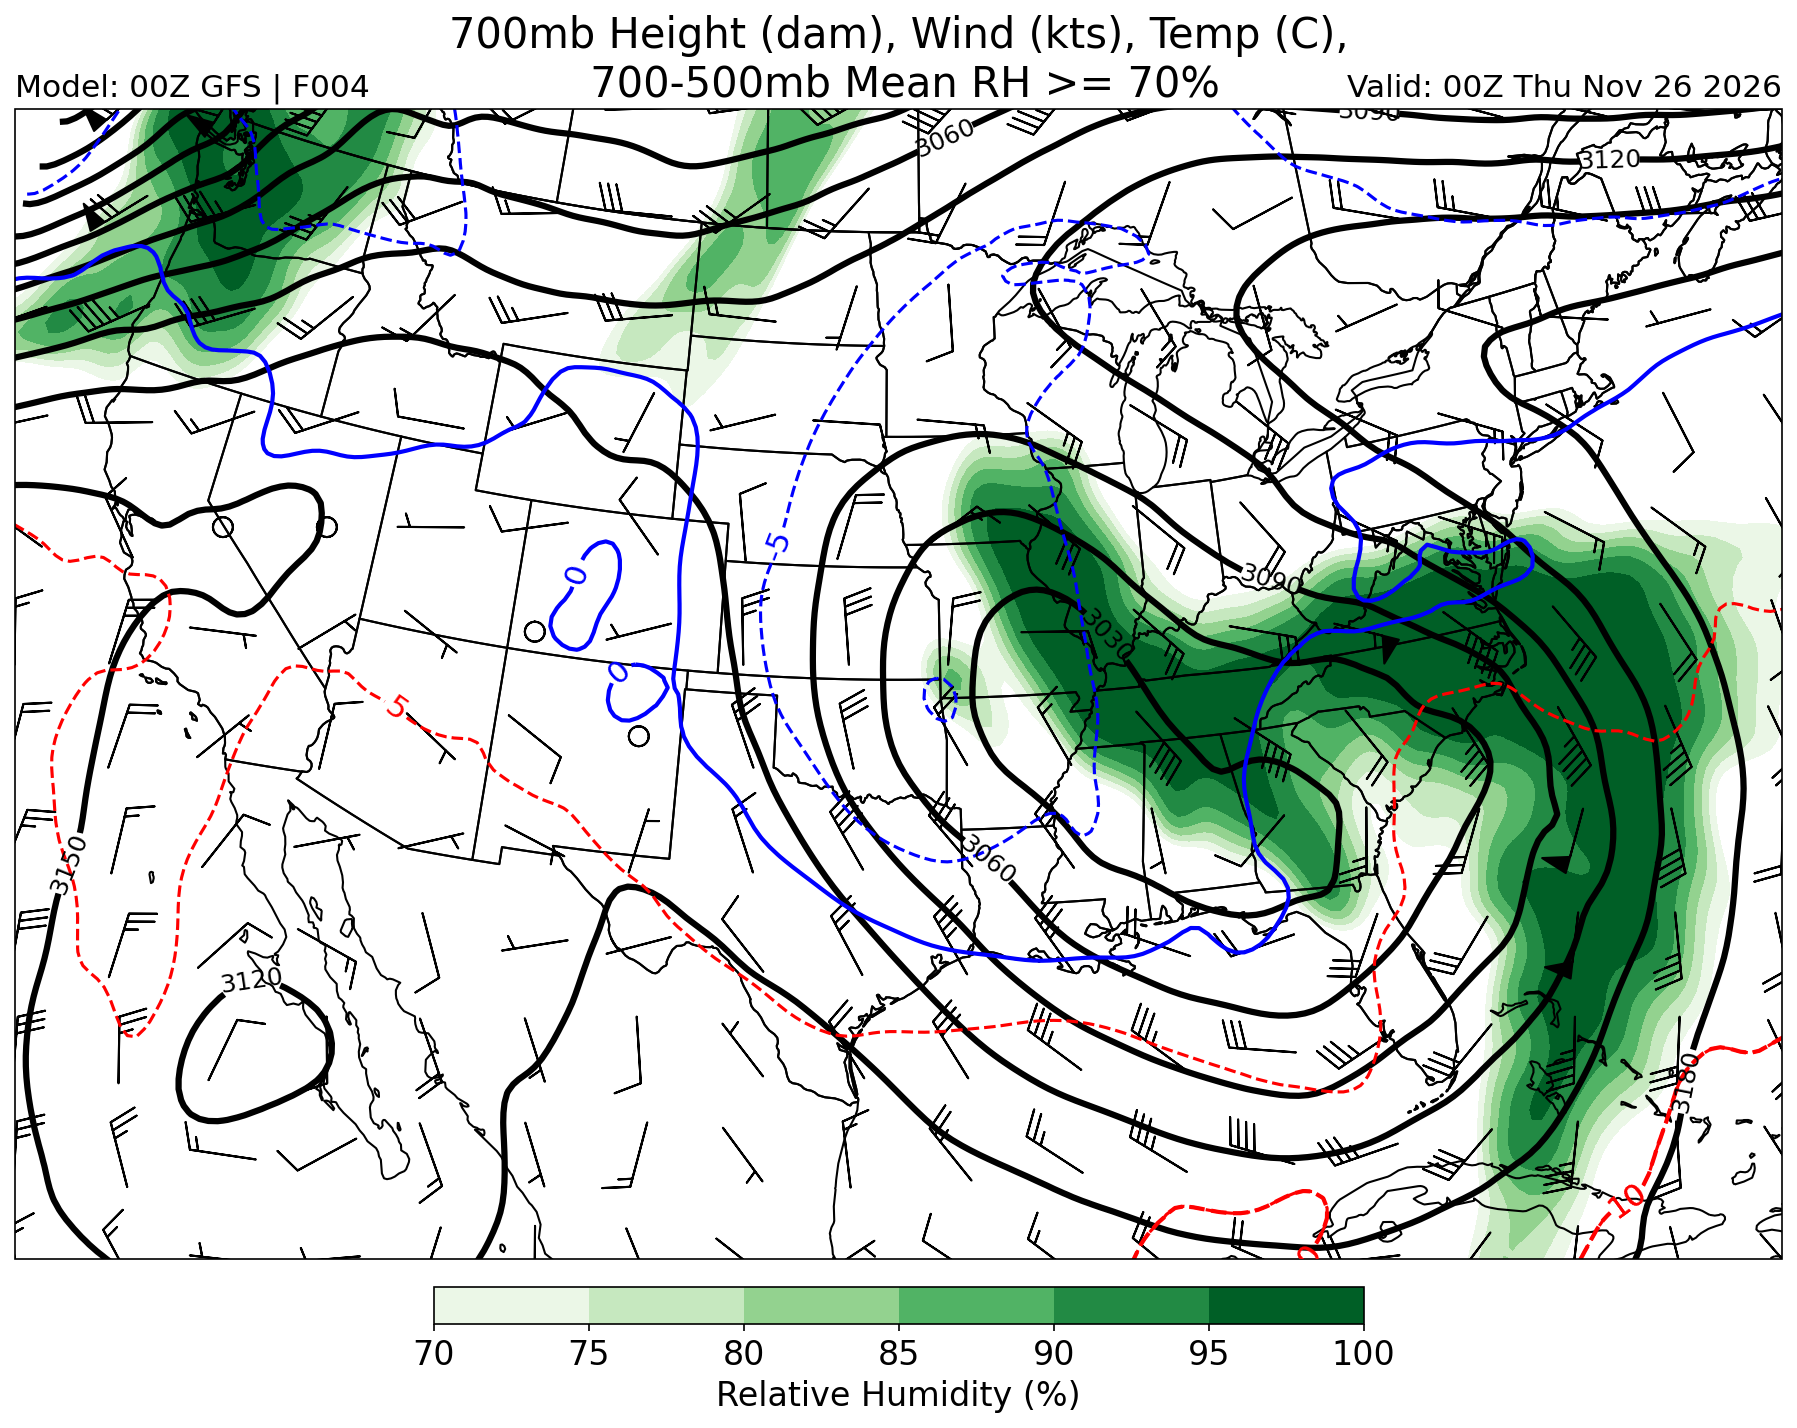 700mb Height (dam), Wind (kts), Temp (C),
700-500mb Mean RH >= 70%
Model: 00Z GFS | F004
Valid: 00Z Thu Nov 26 2026
3090
3060
3120
-5
0
3090
3030
0
5
3150
3060
3120
3180
10
70 75 80 85 90 95 100
Relative Humidity (%)